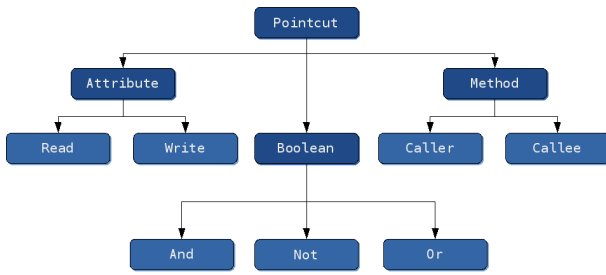 Pointcut
Attribute
Method
Read
Write
Boolean
Caller
Callee
And
Not
Or